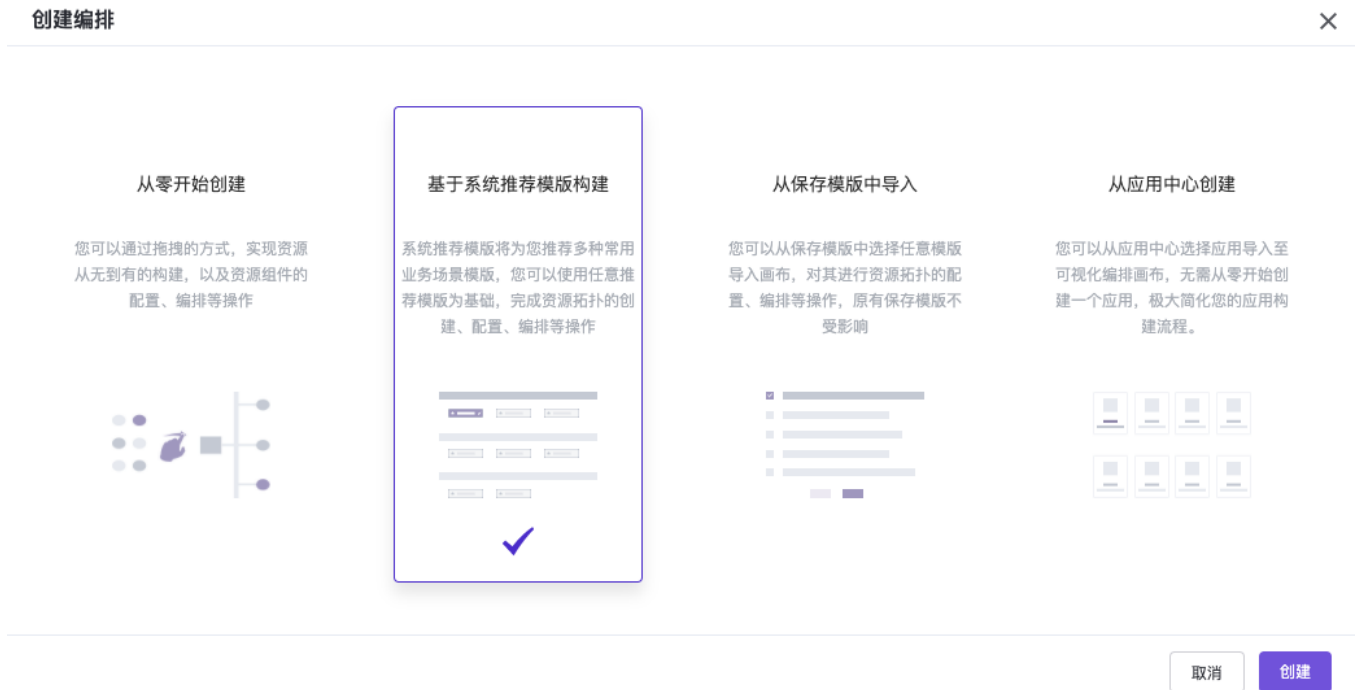 创建编排
从零开始创建
您可以通过拖拽的方式，实现资源
从无到有的构建，以及资源组件的
配置、编排等操作
基于系统推荐模版构建
系统推荐模版将为您推荐多种常用
业务场景模版，您可以使用任意推
荐模版为基础，完成资源拓扑的创
建、配置、编排等操作
从保存模版中导入
您可以从保存模版中选择任意模版
导入画布，对其进行资源拓扑的配
置、编排等操作，原有保存模版不
受影响
从应用中心创建
您可以从应用中心选择应用导入至
可视化编排画布，无需从零开始创
建一个应用，极大简化您的应用构
建流程。
取消
创建